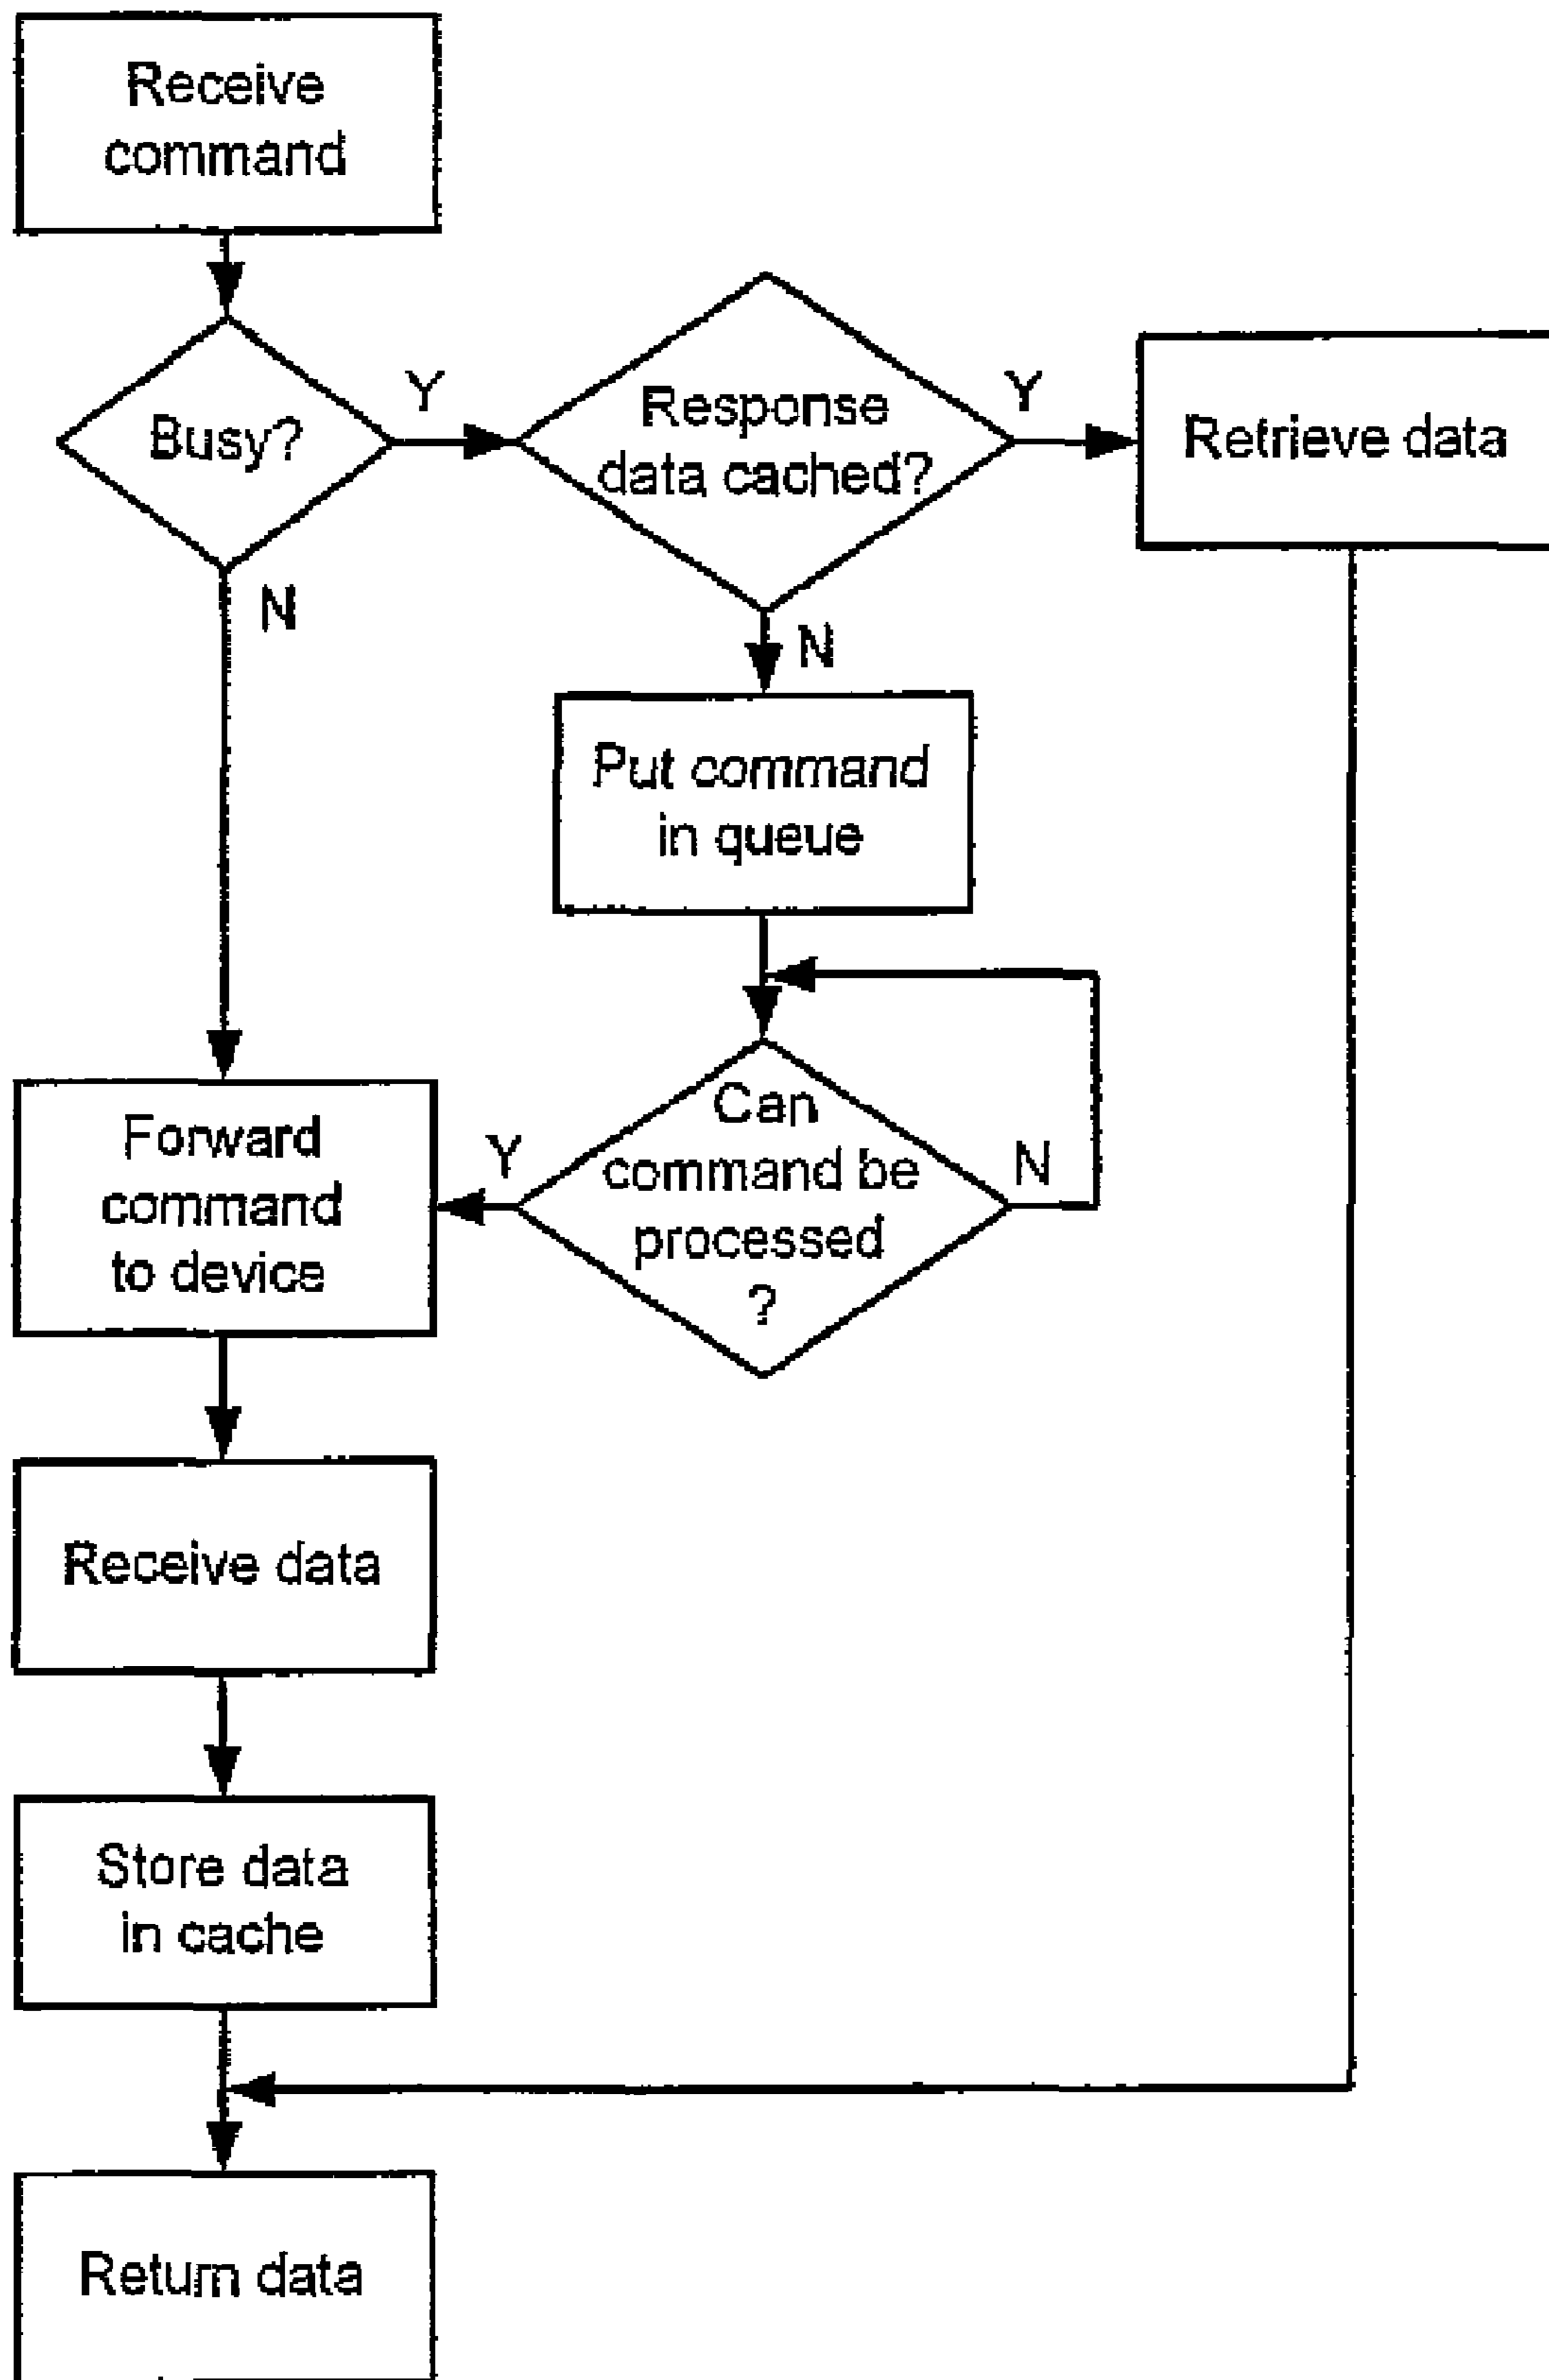 Receive
command
Busy?
Y
Response
data cached?
Y
Retrieve data
N
N
Put command
in queue
Forward
command
to device
Y
Can
command be
processed
?
N
Receive data
Store data
in cache
Return data